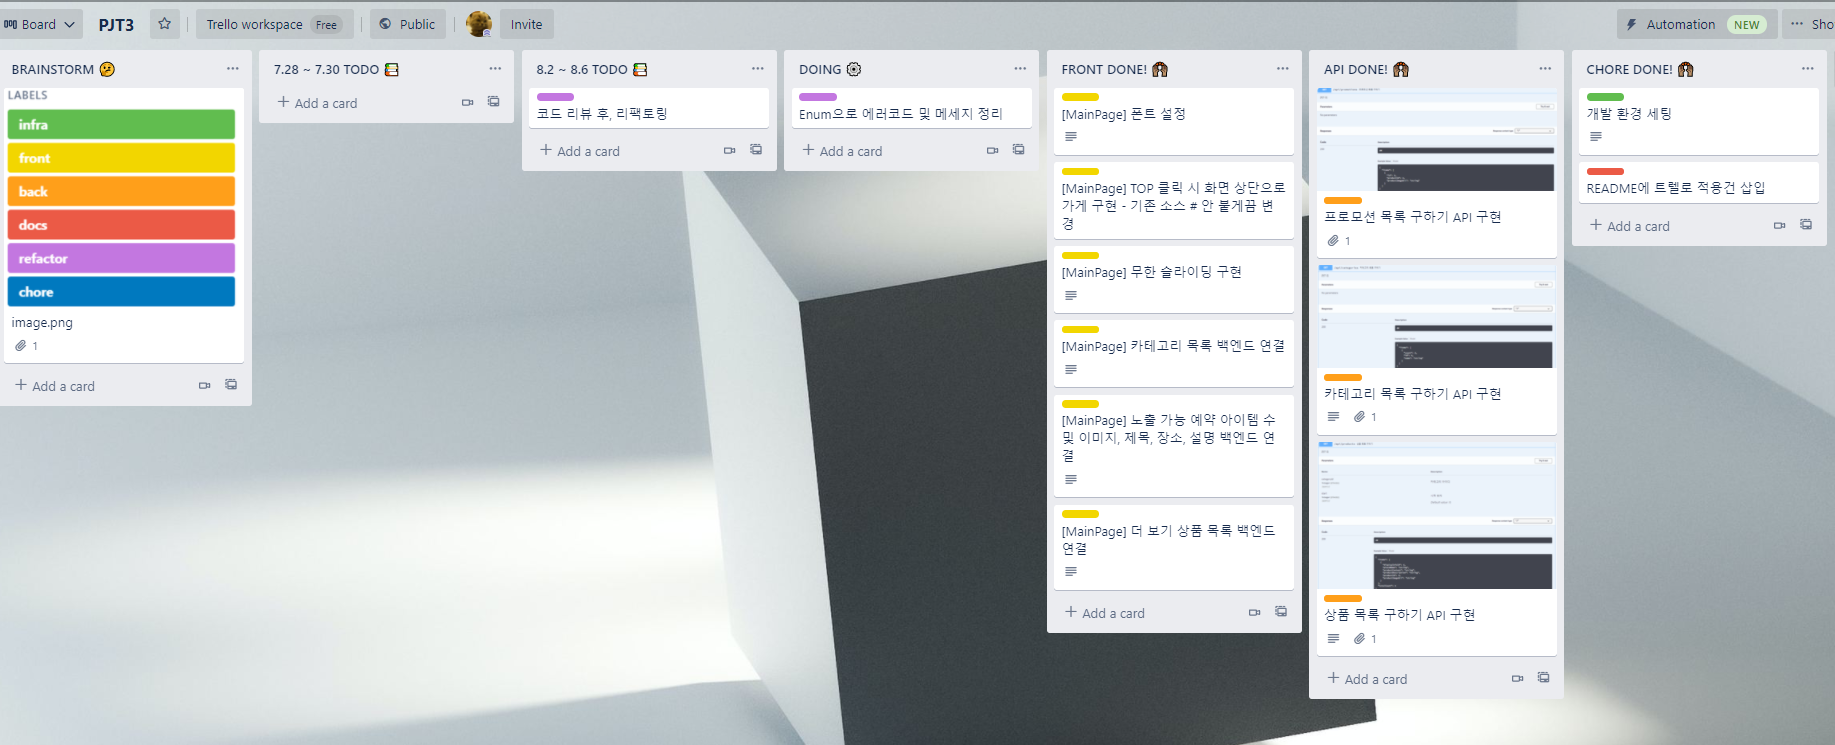 Board
PJT3
Trello workspace Free
Public
Invite
Automation NEW
Sho
BRAINSTORM
LABELS
infra
front
back
docs
refactor
chore
image.png
1
Add a card
7.28 ~ 7.30 TODO
Add a card
8.2 ~ 8.6 TODO
코드 리뷰 후, 리팩토링
Add a card
DOING
Enum으로 에러코드 및 메세지 정리
Add a card
FRONT DONE!
[MainPage] 폰트 설정
[MainPage] TOP 클릭 시 화면 상단으로
가게 구현 - 기존 소스 # 안 붙게끔 변
경
[MainPage] 무한 슬라이딩 구현
[MainPage] 카테고리 목록 백엔드 연결
[MainPage] 노출 가능 예약 아이템 수
및 이미지, 제목, 장소, 설명 백엔드 연
결
[MainPage] 더 보기 상품 목록 백엔드
연결
Add a card
API DONE!
프로모션 목록 구하기 API 구현
1
카테고리 목록 구하기 API 구현
1
상품 목록 구하기 API 구현
1
Add a card
CHORE DONE!
개발 환경 세팅
README에 트렐로 적용건 삽입
Add a card